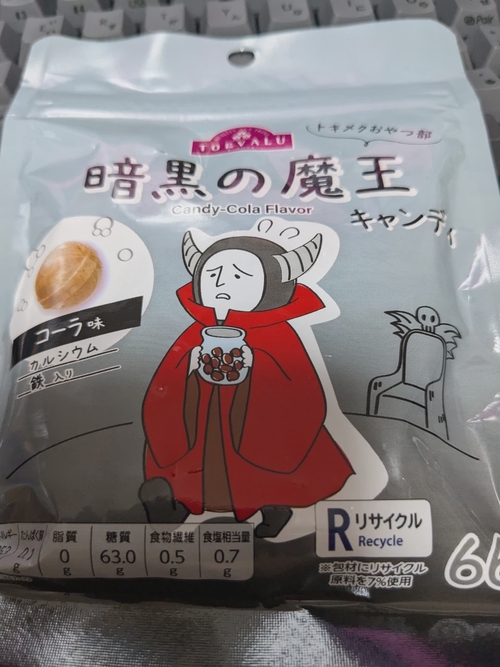 Pair
トキメクおやつ部
TOPVALU
暗黒の魔王
Candy-Cola Flavor
キャンディ
コーラ味
カルシウム
鉄 入り
脂質 糖質 食物繊維 食塩相当量
0 63.0 0.5 0.7
g g g g
R リサイクル
Recycle
※包材にリサイクル
原料を7%使用